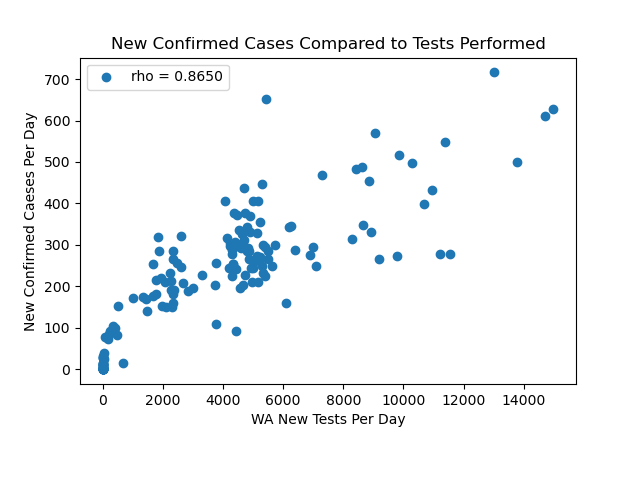 New Confirmed Cases Compared to Tests Performed
rho = 0.8650
700
600
500
400
300
200
100
0
New Confirmed Caeses Per Day
0 2000 4000 6000 8000 10000 12000 14000
WA New Tests Per Day